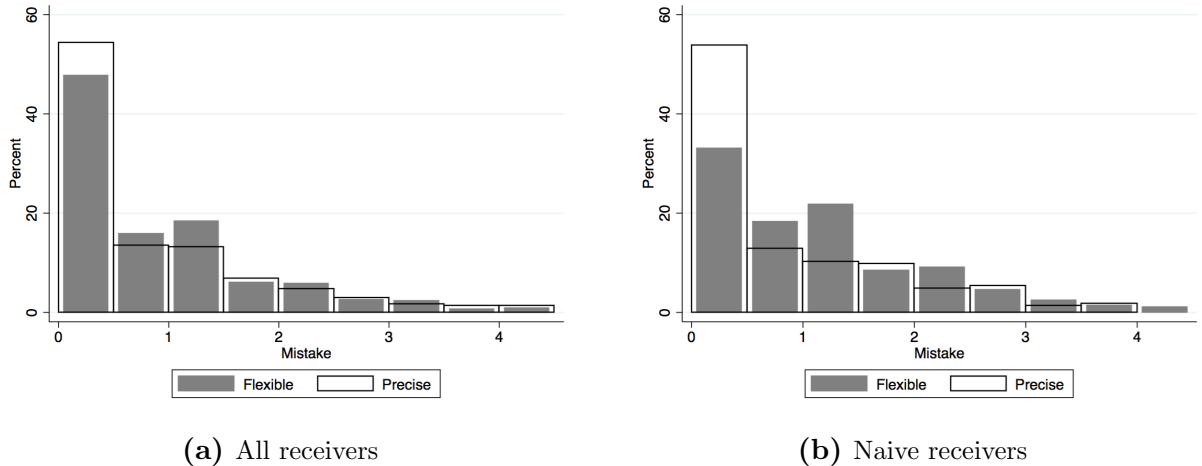 60
40
20
0
Percent
0 1 2 3 4
Mistake
Flexible Precise
(a) All receivers
60
40
20
0
Percent
0 1 2 3 4
Mistake
Flexible Precise
(b) Naive receivers